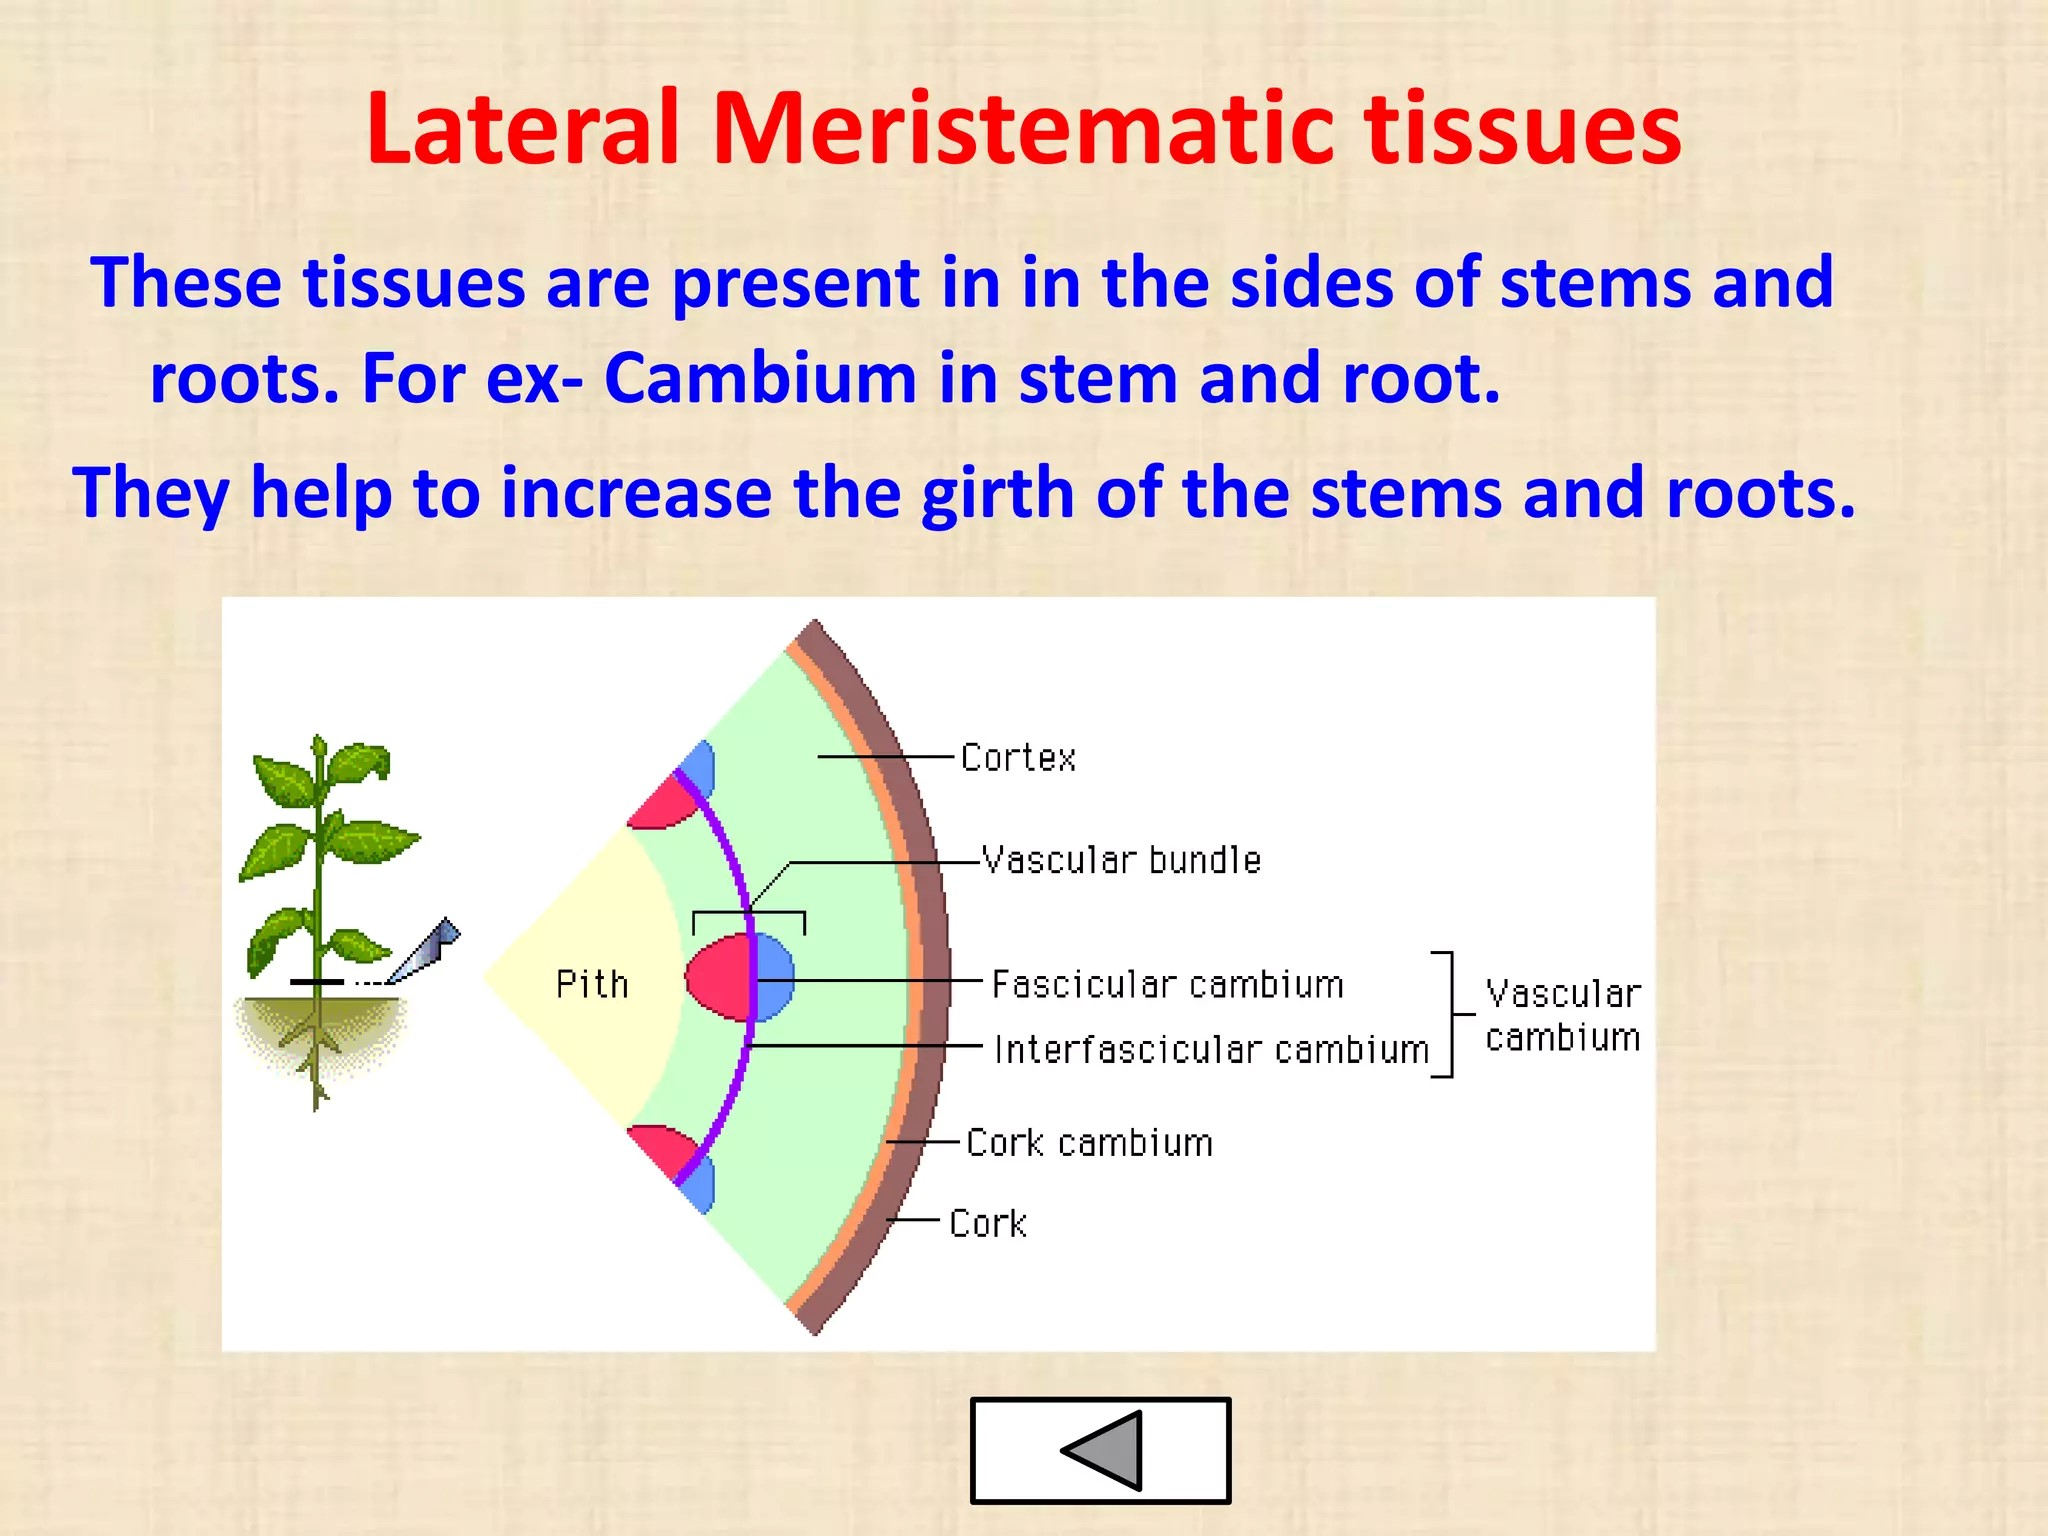 Lateral Meristematic tissues
These tissues are present in in the sides of stems and
roots. For ex- Cambium in stem and root.
They help to increase the girth of the stems and roots.
Cortex
Vascular bundle
Pith
Fascicular cambium
Interfascicular cambium
Vascular
cambium
Cork cambium
Cork